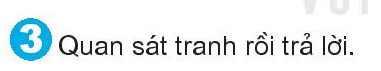 3 Quan sát tranh rồi trả lời.